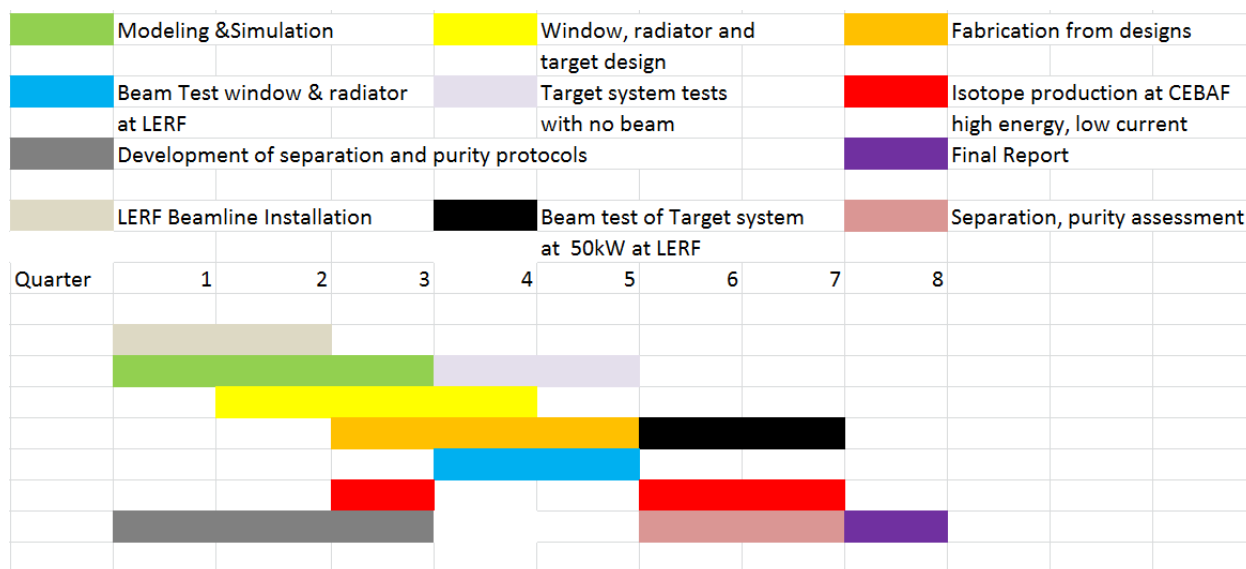 Modeling &Simulation
Window, radiator and
target design
Fabrication from designs
Beam Test window & radiator
at LERF
Target system tests
with no beam
Isotope production at CEBAF
high energy, low current
Development of separation and purity protocols
Final Report
LERF Beamline Installation
Beam test of Target system
at 50kW at LERF
Separation, purity assessment
Quarter 1 2 3 4 5 6 7 8